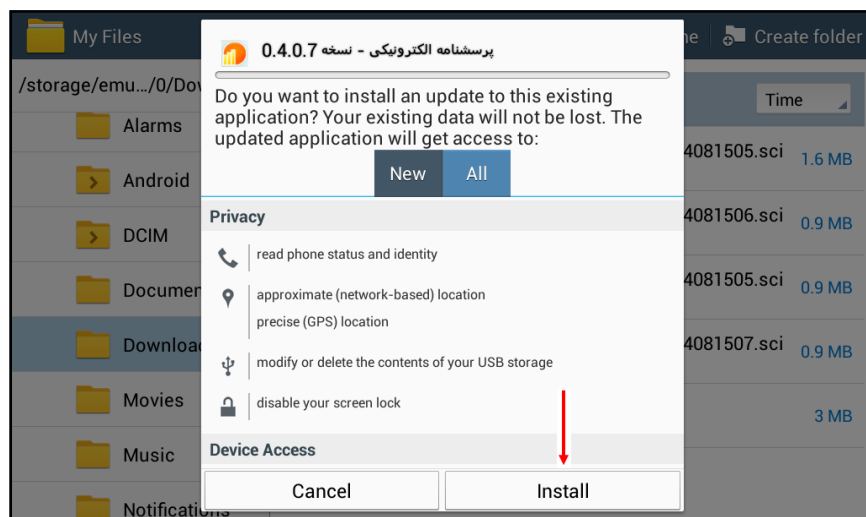 My Files
Create folder
/storage/emu…/0/Dov
Time
Alarms
Android
DCIM
Music
Movies
4081505.sci
1.6 MB
4081506.sci
0.9 MB
4081505.sci
0.9 MB
4081507.sci
0.9 MB
3 MB
پرسشنامه الکترونیکی - نسخه 0.4.0.7
Do you want to install an update to this existing
application? Your existing data will not be lost. The
updated application will get access to:
New
All
Privacy
read phone status and identity
approximate (network-based) location
precise (GPS) location
modify or delete the contents of your USB storage
disable your screen lock
Device Access
Cancel
Install